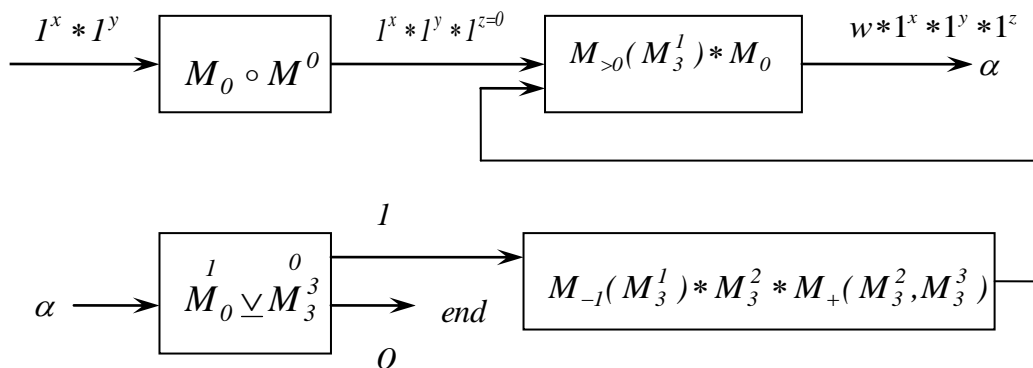 1^x * 1^y
M_0 ∘ M^0
1^x * 1^y * 1^{z=0}
M_{>0}(M_3^1) * M_0
w * 1^x * 1^y * 1^z
α
α
1 0
M_0 ∨ M_3^3
1
0
end
M_{-1}(M_3^1) * M_3^2 * M_+(M_3^2, M_3^3)